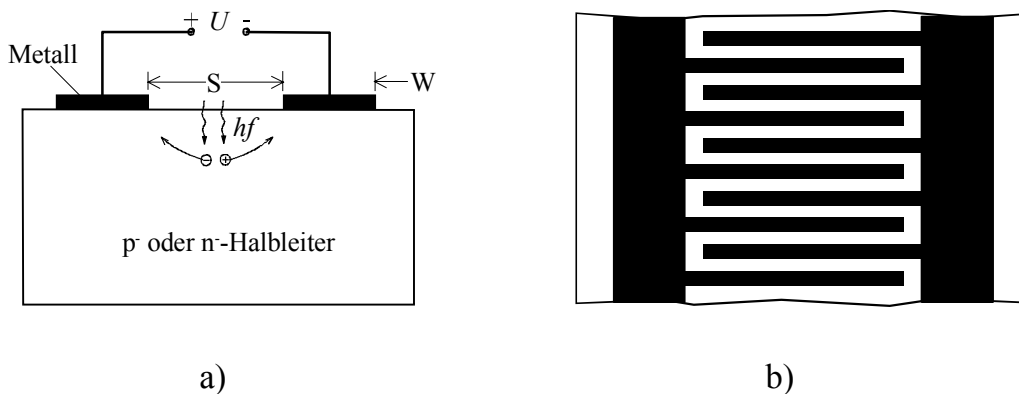 + U -
Metall
S
W
hf
- +
p- oder n--Halbleiter
a)
b)